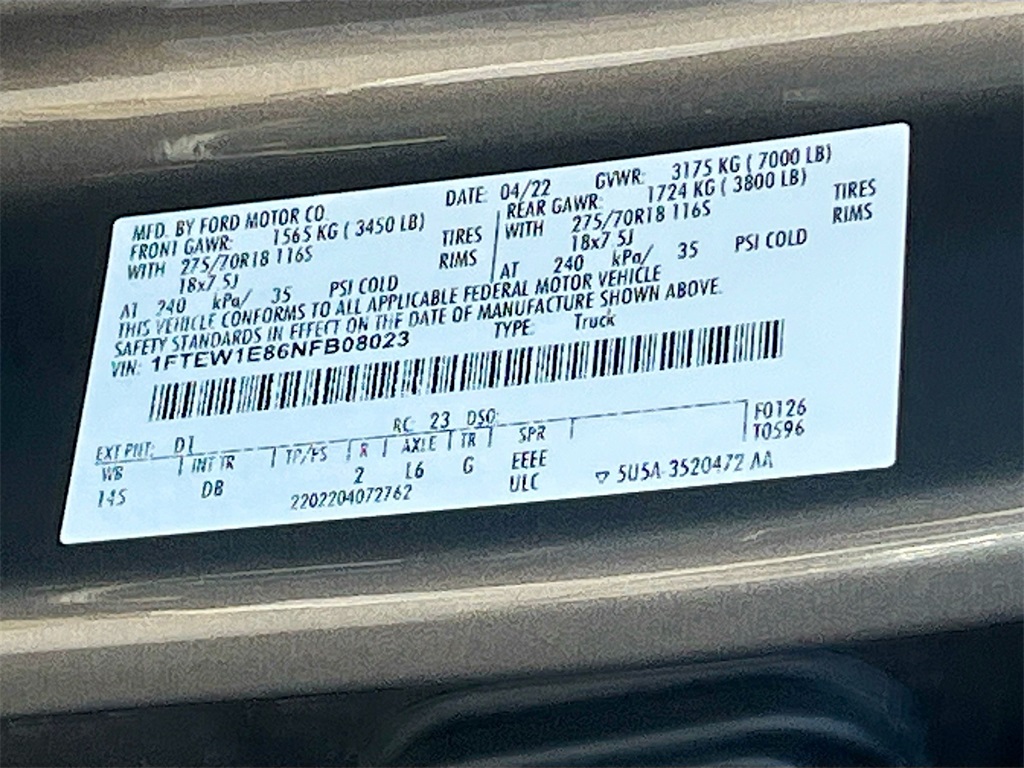 MFD. BY FORD MOTOR CO. DATE: 04/22 GVWR: 3175 KG ( 7000 LB)
FRONT GAWR: 1565 KG ( 3450 LB) REAR GAWR: 1724 KG ( 3800 LB)
WITH 275/70R18 116S TIRES WITH 275/70R18 116S TIRES
18x7.5J RIMS 18x7.5J RIMS
AT 240 kPa/ 35 PSI COLD AT 240 kPa/ 35 PSI COLD
THIS VEHICLE CONFORMS TO ALL APPLICABLE FEDERAL MOTOR VEHICLE
SAFETY STANDARDS IN EFFECT ON THE DATE OF MANUFACTURE SHOWN ABOVE.
VIN: 1FTEW1E86NFB08023 TYPE: Truck
EXT PNT: D1 RC: 23 DSO: F0126
WB INT TR TP/PS R AXLE TR SPR T0596
145 DB 2 L6 G EEEE
2202204072762 ULC 5U5A-3520472 AA